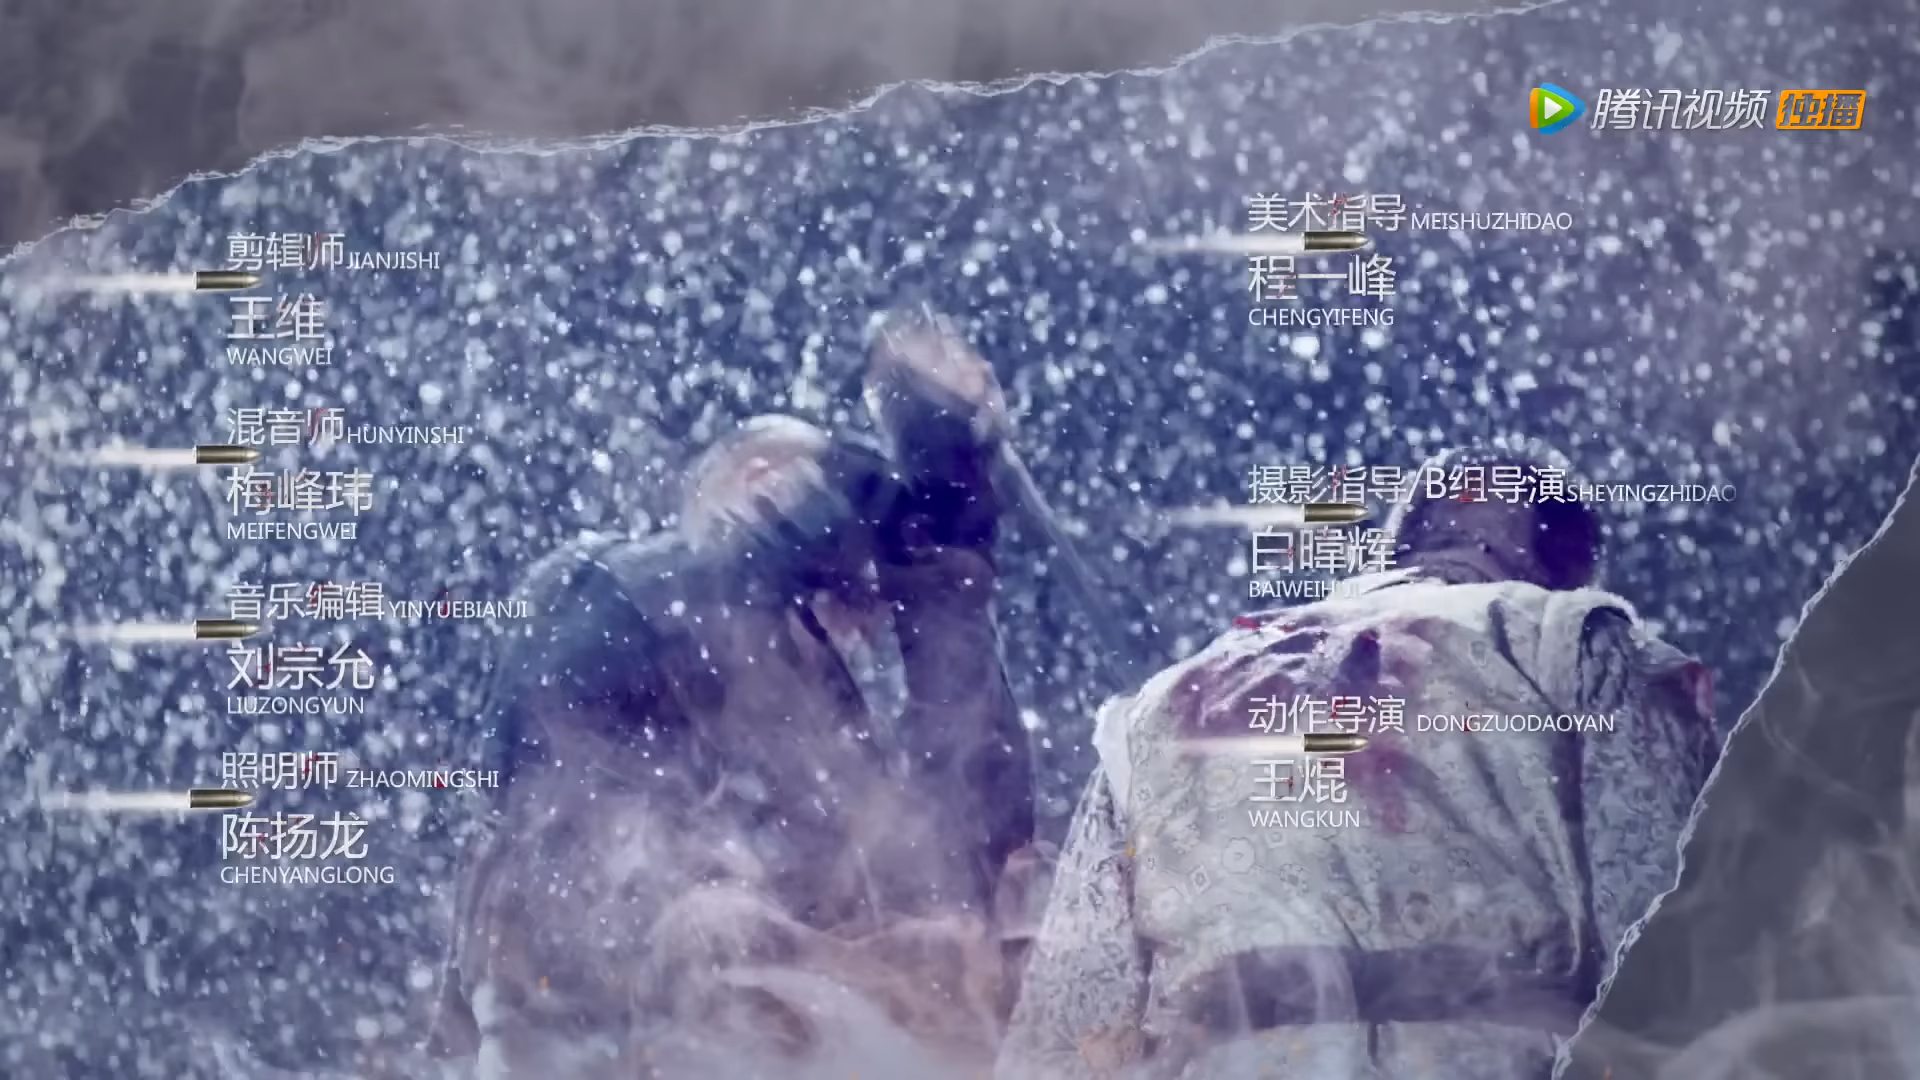 腾讯视频 独播
剪辑师 JIANJISHI
王维
WANGWEI
混音师 HUNYINSHI
梅峰玮
MEIFENGWEI
音乐编辑 YINYUEBIANJI
刘宗允
LIUZONGYUN
照明师 ZHAOMINGSHI
陈扬龙
CHENYANGLONG
美术指导 MEISHUZHIDAO
程一峰
CHENGYIFENG
摄影指导/B组导演 SHEYINGZHIDAO
白暐辉
BAIWEIHUI
动作导演 DONGZUODAOYAN
王焜
WANGKUN